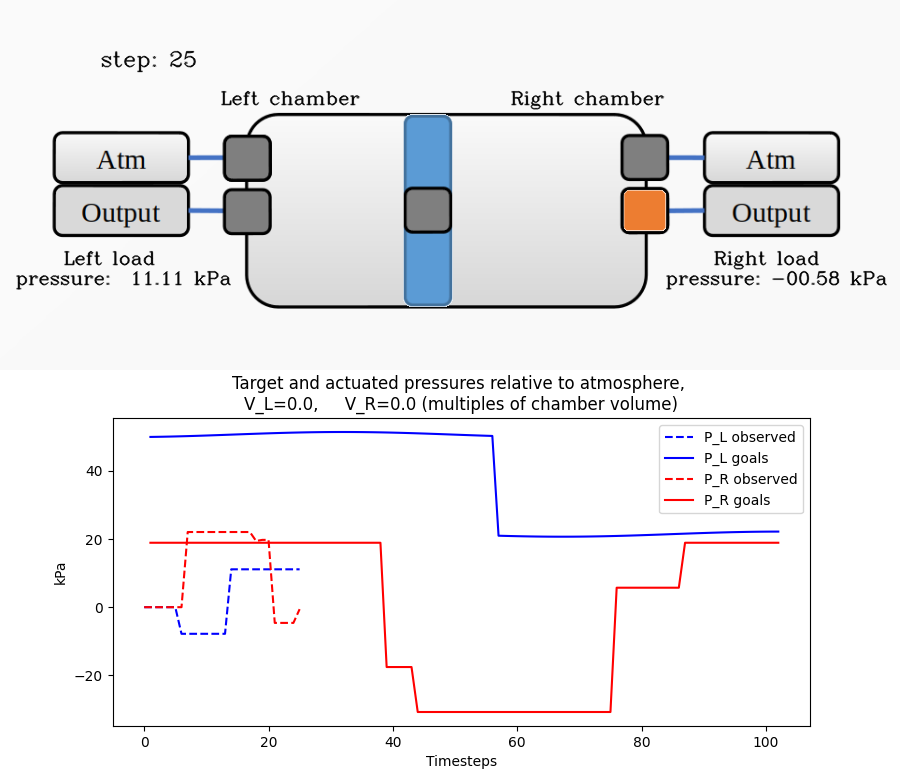 step: 25
Left chamber
Right chamber
Atm
Atm
Output
Output
Left load
pressure:  11.11 kPa
Right load
pressure: −00.58 kPa
Target and actuated pressures relative to atmosphere,
V_L=0.0,     V_R=0.0 (multiples of chamber volume)
P_L observed
P_L goals
P_R observed
P_R goals
kPa
40
20
0
−20
0
20
40
60
80
100
Timesteps